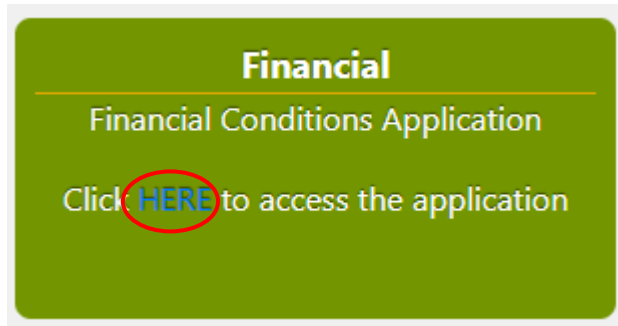 Financial
Financial Conditions Application
Click HERE to access the application